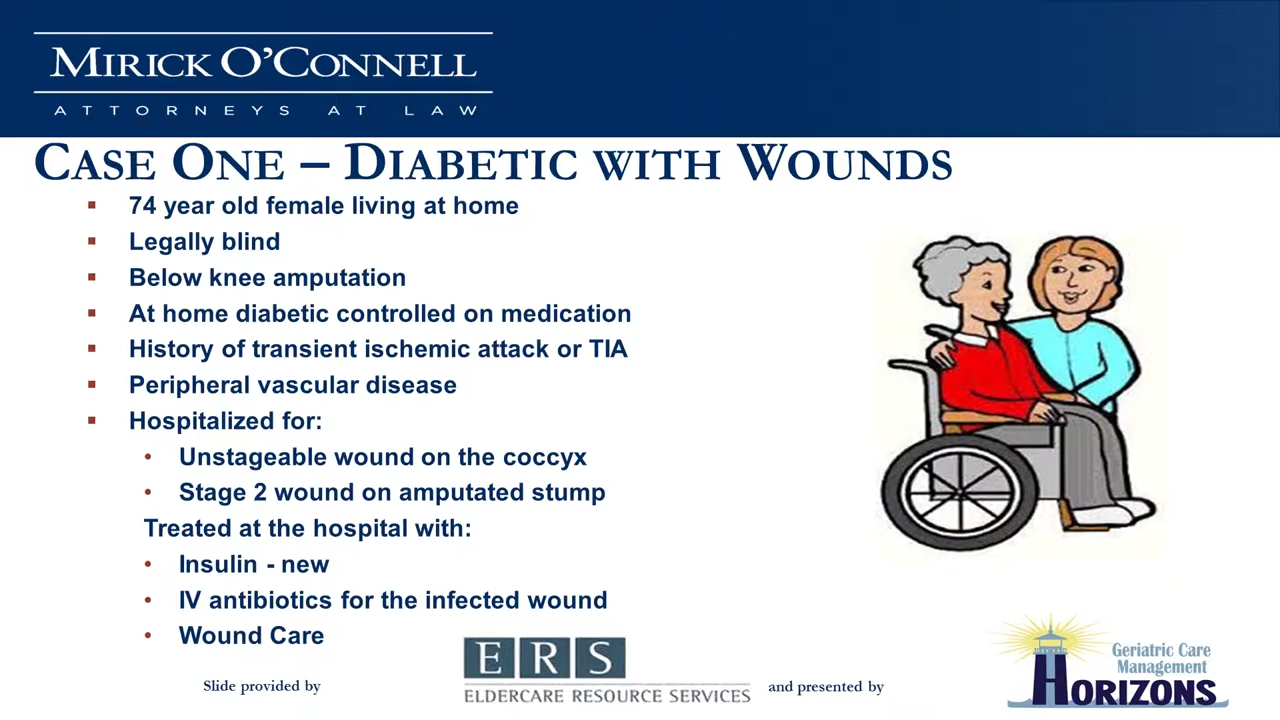 MIRICK O'CONNELL
ATTORNEYS AT LAW
CASE ONE – DIABETIC WITH WOUNDS
▪ 74 year old female living at home
▪ Legally blind
▪ Below knee amputation
▪ At home diabetic controlled on medication
▪ History of transient ischemic attack or TIA
▪ Peripheral vascular disease
▪ Hospitalized for:
• Unstageable wound on the coccyx
• Stage 2 wound on amputated stump
Treated at the hospital with:
• Insulin - new
• IV antibiotics for the infected wound
• Wound Care
Slide provided by
ERS
ELDERCARE RESOURCE SERVICES
and presented by
Geriatric Care
Management
HORIZONS